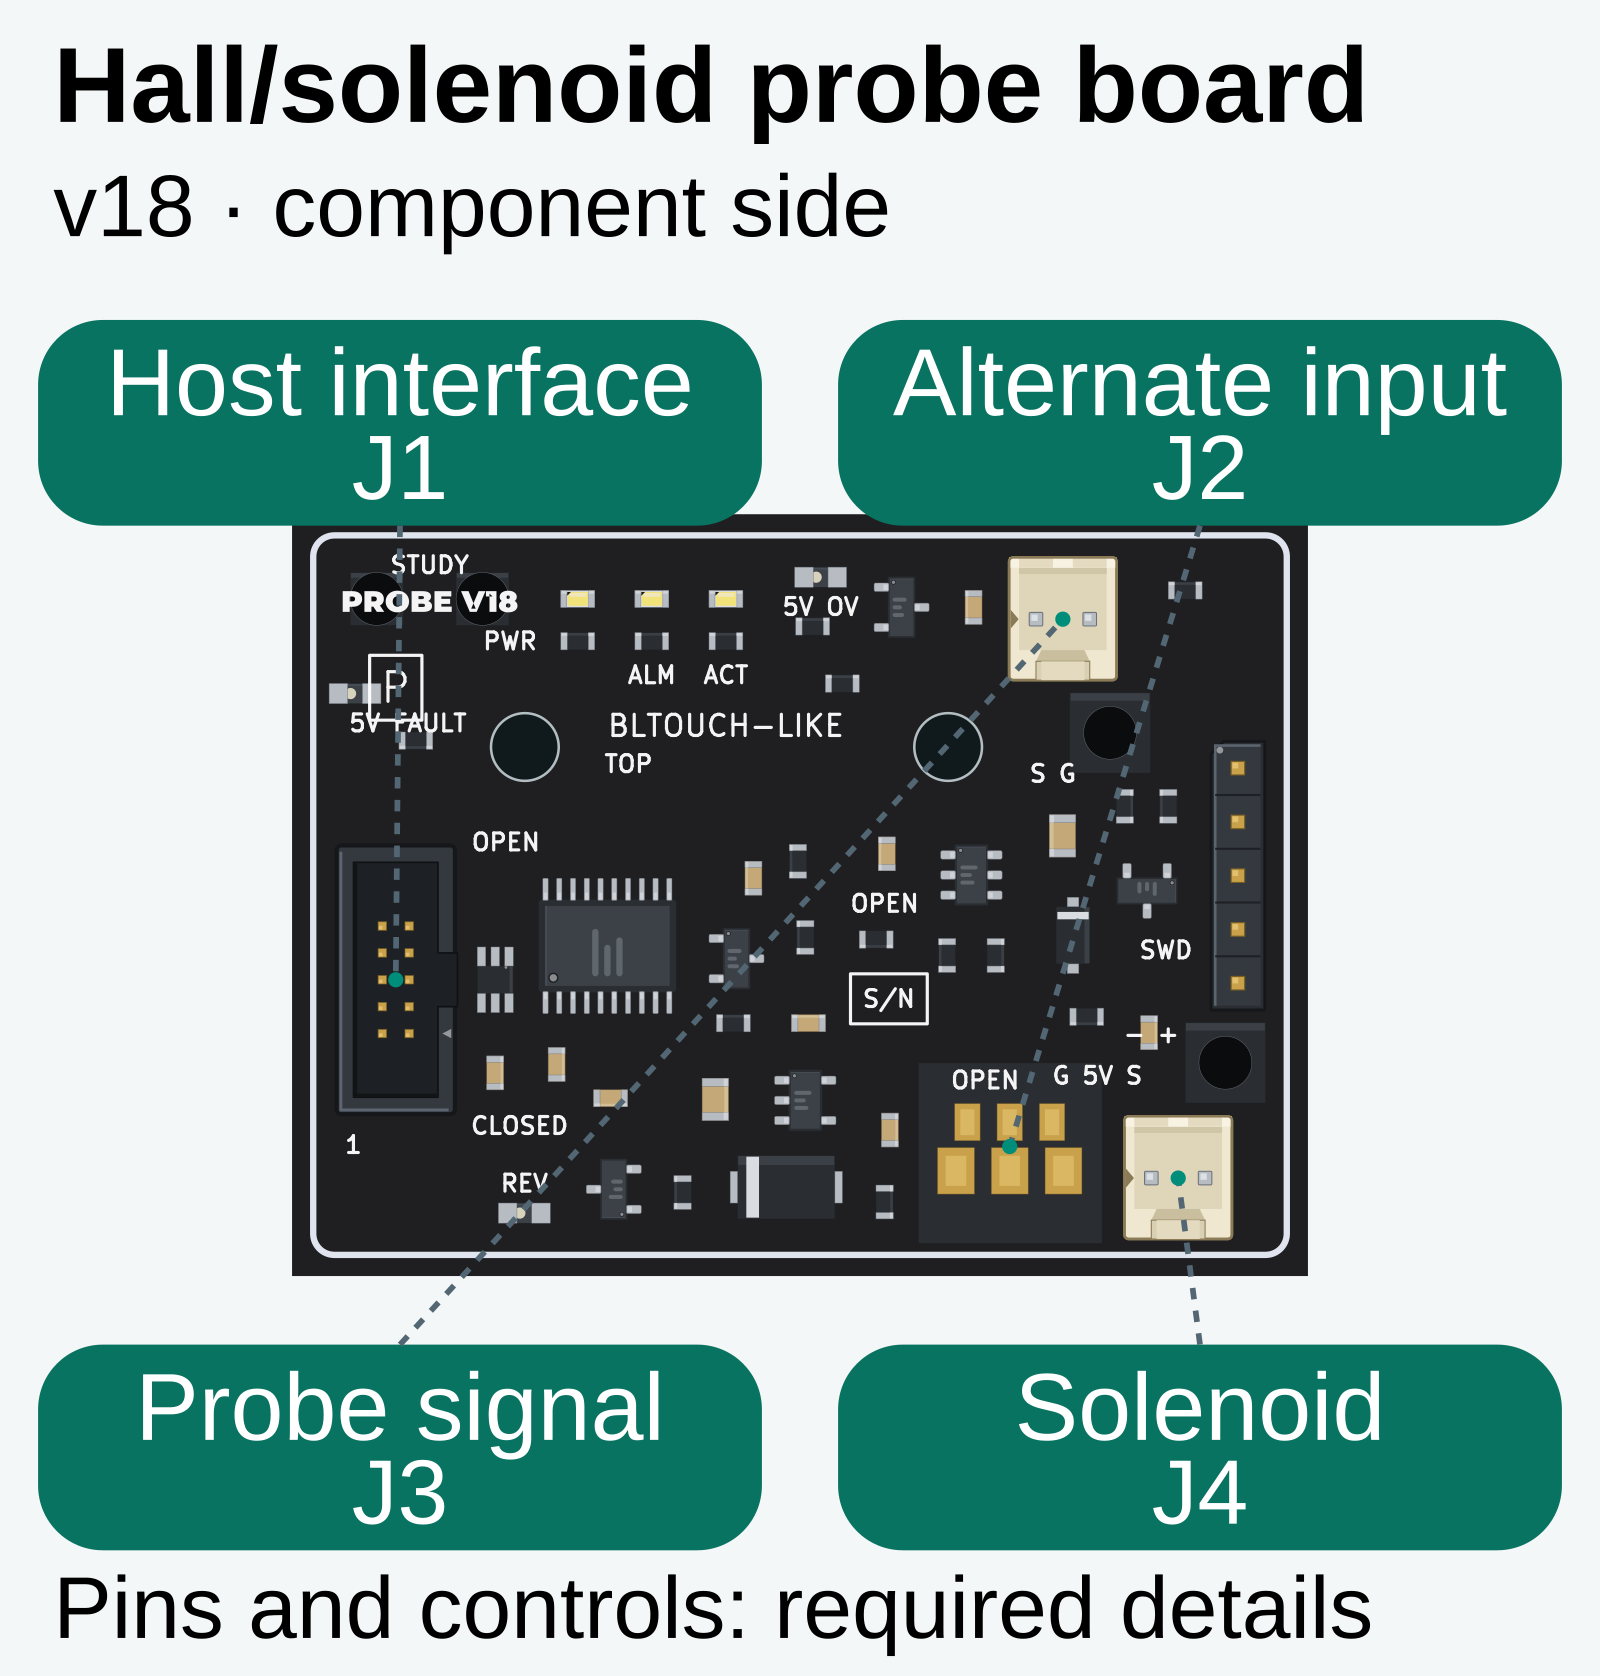 Hall/solenoid probe board
v18 · component side
Host interface
J1
Alternate input
J2
STUDY
PROBE V18
PWR
ALM
ACT
5V OV
P
5V FAULT
BLTOUCH-LIKE
TOP
S G
OPEN
OPEN
SWD
S/N
- +
OPEN
G 5V S
CLOSED
1
REV
Probe signal
J3
Solenoid
J4
Pins and controls: required details